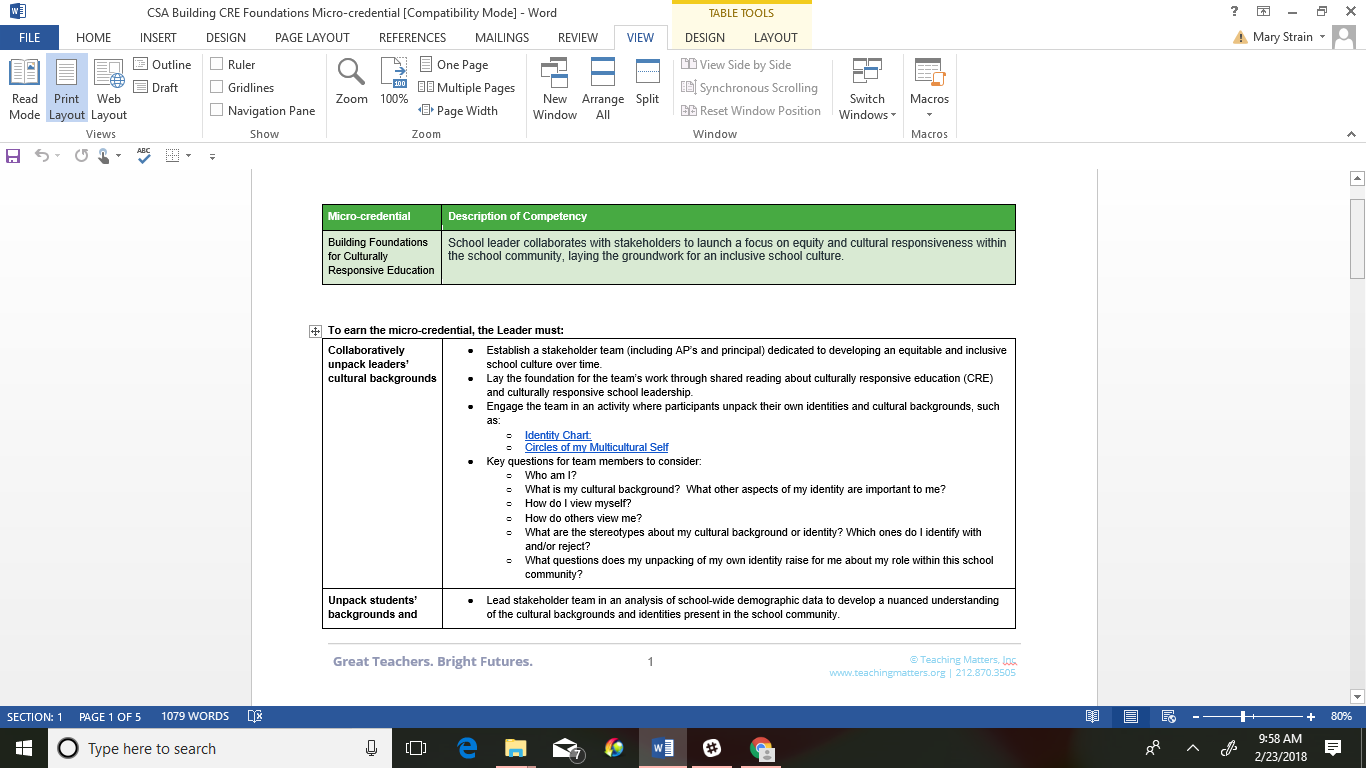 CSA Building CRE Foundations Micro-credential [Compatibility Mode] - Word
TABLE TOOLS
?
FILE HOME INSERT DESIGN PAGE LAYOUT REFERENCES MAILINGS REVIEW VIEW DESIGN LAYOUT Mary Strain
Read Mode
Print Layout
Web Layout
Outline
Draft
Views
Ruler
Gridlines
Navigation Pane
Show
Zoom
100
100%
One Page
Multiple Pages
Page Width
Zoom
New Window
Arrange All
Split
View Side by Side
Synchronous Scrolling
Reset Window Position
Window
Switch Windows
Macros
Macros
ABC
Micro-credential Description of Competency
Building Foundations
for Culturally
Responsive Education
School leader collaborates with stakeholders to launch a focus on equity and cultural responsiveness within
the school community, laying the groundwork for an inclusive school culture.
To earn the micro-credential, the Leader must:
Collaboratively
unpack leaders’
cultural backgrounds
● Establish a stakeholder team (including AP's and principal) dedicated to developing an equitable and inclusive
school culture over time.
● Lay the foundation for the team's work through shared reading about culturally responsive education (CRE)
and culturally responsive school leadership.
● Engage the team in an activity where participants unpack their own identities and cultural backgrounds, such
as:
○ Identity Chart:
○ Circles of my Multicultural Self
● Key questions for team members to consider:
○ Who am I?
○ What is my cultural background? What other aspects of my identity are important to me?
○ How do I view myself?
○ How do others view me?
○ What are the stereotypes about my cultural background or identity? Which ones do I identify with
and/or reject?
○ What questions does my unpacking of my own identity raise for me about my role within this school
community?
Unpack students’
backgrounds and
● Lead stakeholder team in an analysis of school-wide demographic data to develop a nuanced understanding
of the cultural backgrounds and identities present in the school community.
Great Teachers. Bright Futures.
1
© Teaching Matters, Inc
www.teachingmatters.org | 212.870.3505
SECTION: 1 PAGE 1 OF 5 1079 WORDS
80%
Type here to search
7
9:58 AM
2/23/2018